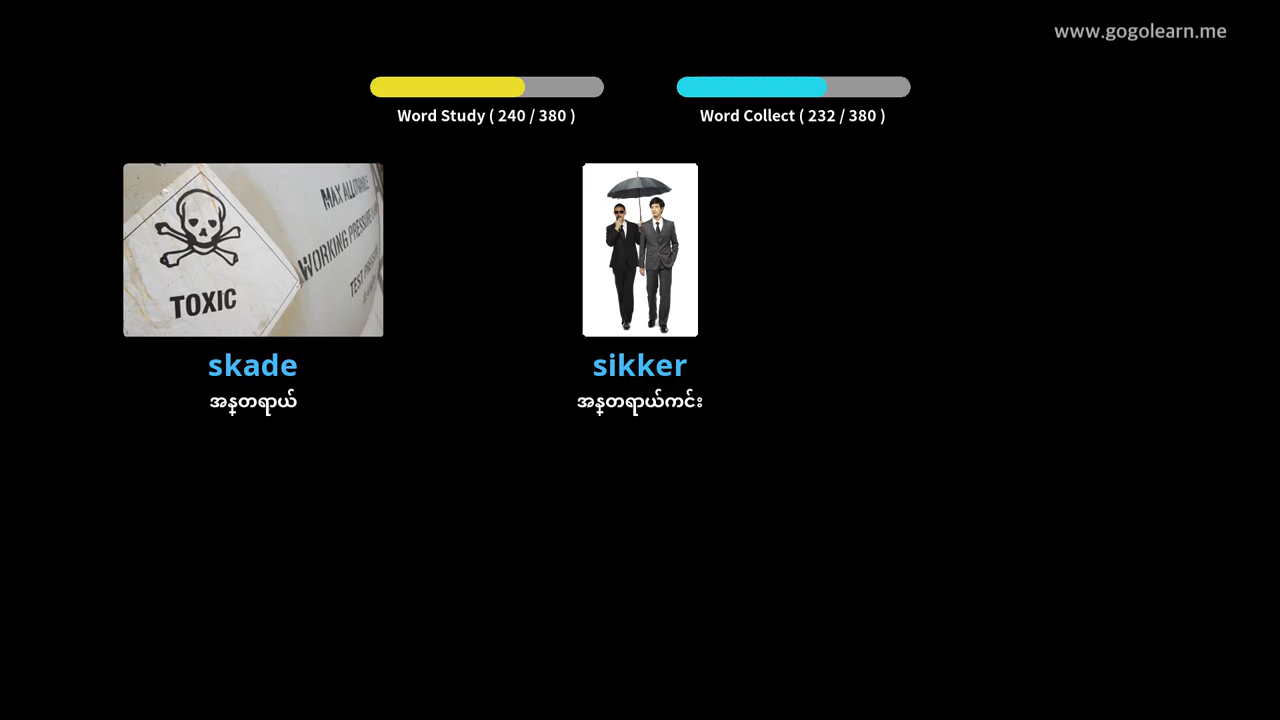 www.gogolearn.me
Word Study ( 240 / 380 )
Word Collect ( 232 / 380 )
MAX ALLOWABLE
WORKING PRESSURE
TOXIC
TEST PRESSURE
skade
sikker
အန္တရာယ်
အန္တရာယ်ကင်း